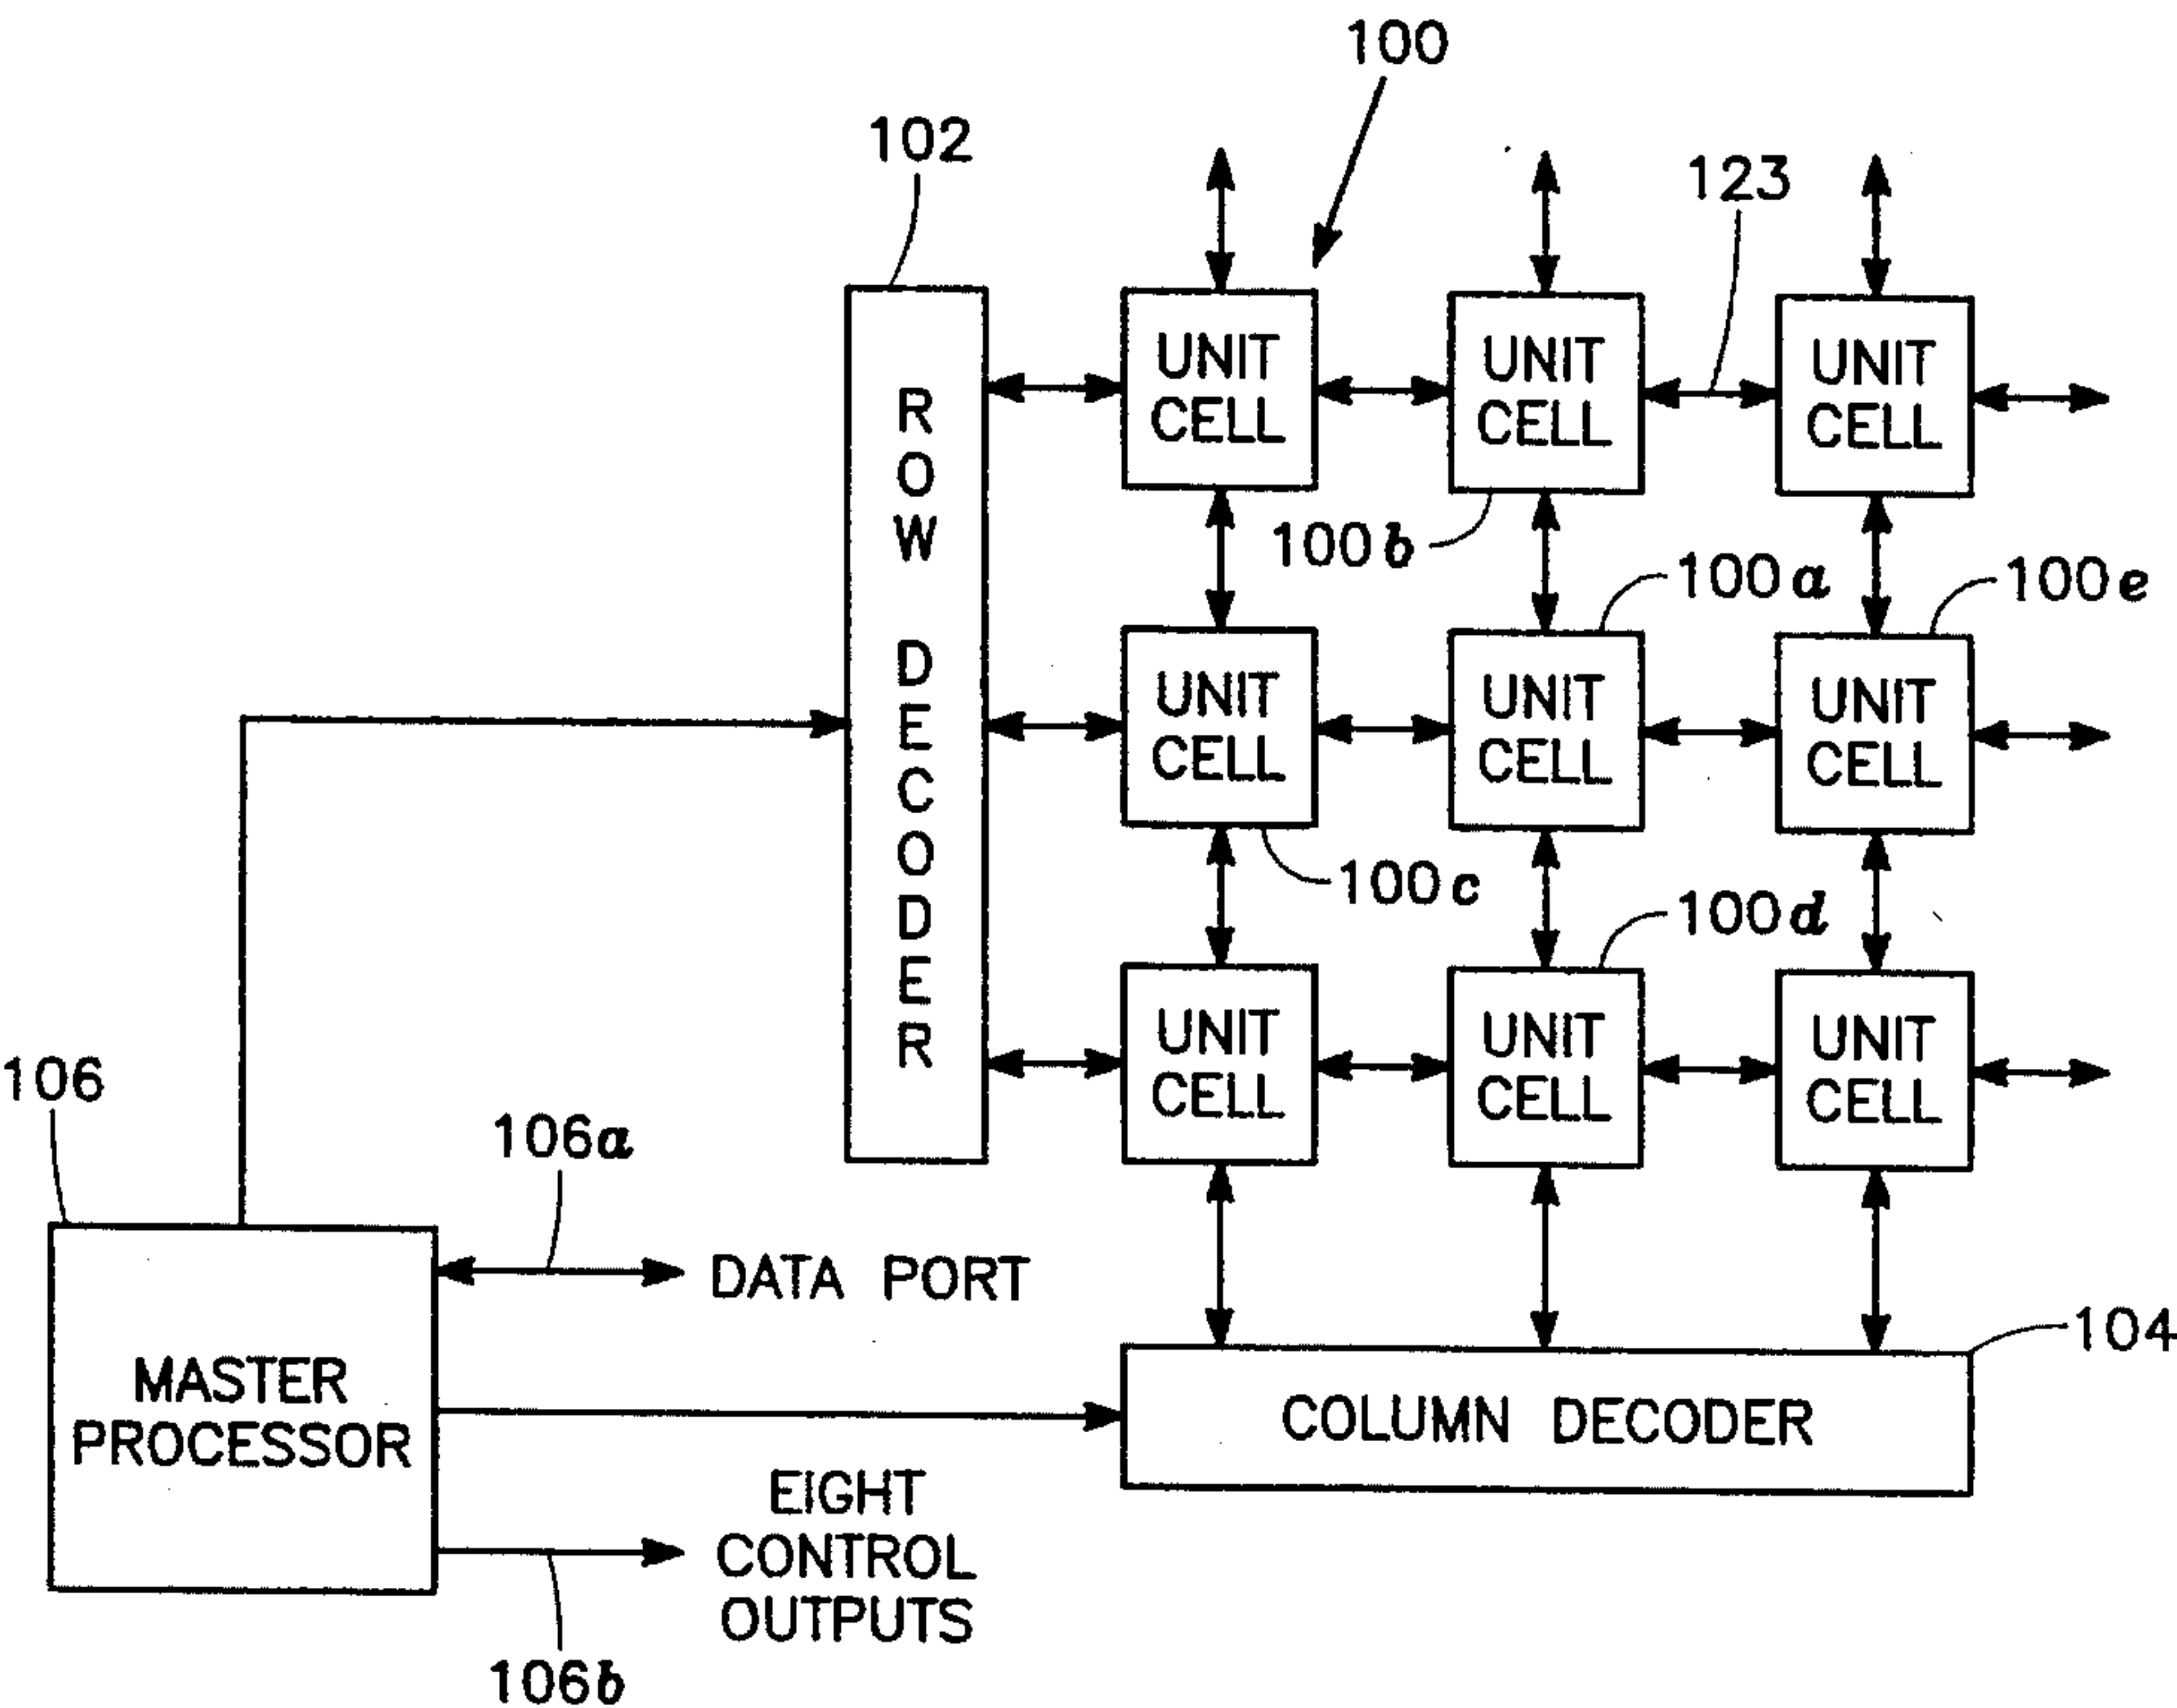 100
102
123
UNIT
CELL
UNIT
CELL
UNIT
CELL
ROW DECODER
100b
100a
100e
UNIT
CELL
UNIT
CELL
UNIT
CELL
100c
100d
UNIT
CELL
UNIT
CELL
UNIT
CELL
106
106a
DATA PORT
104
MASTER
PROCESSOR
COLUMN DECODER
EIGHT
CONTROL
OUTPUTS
106b